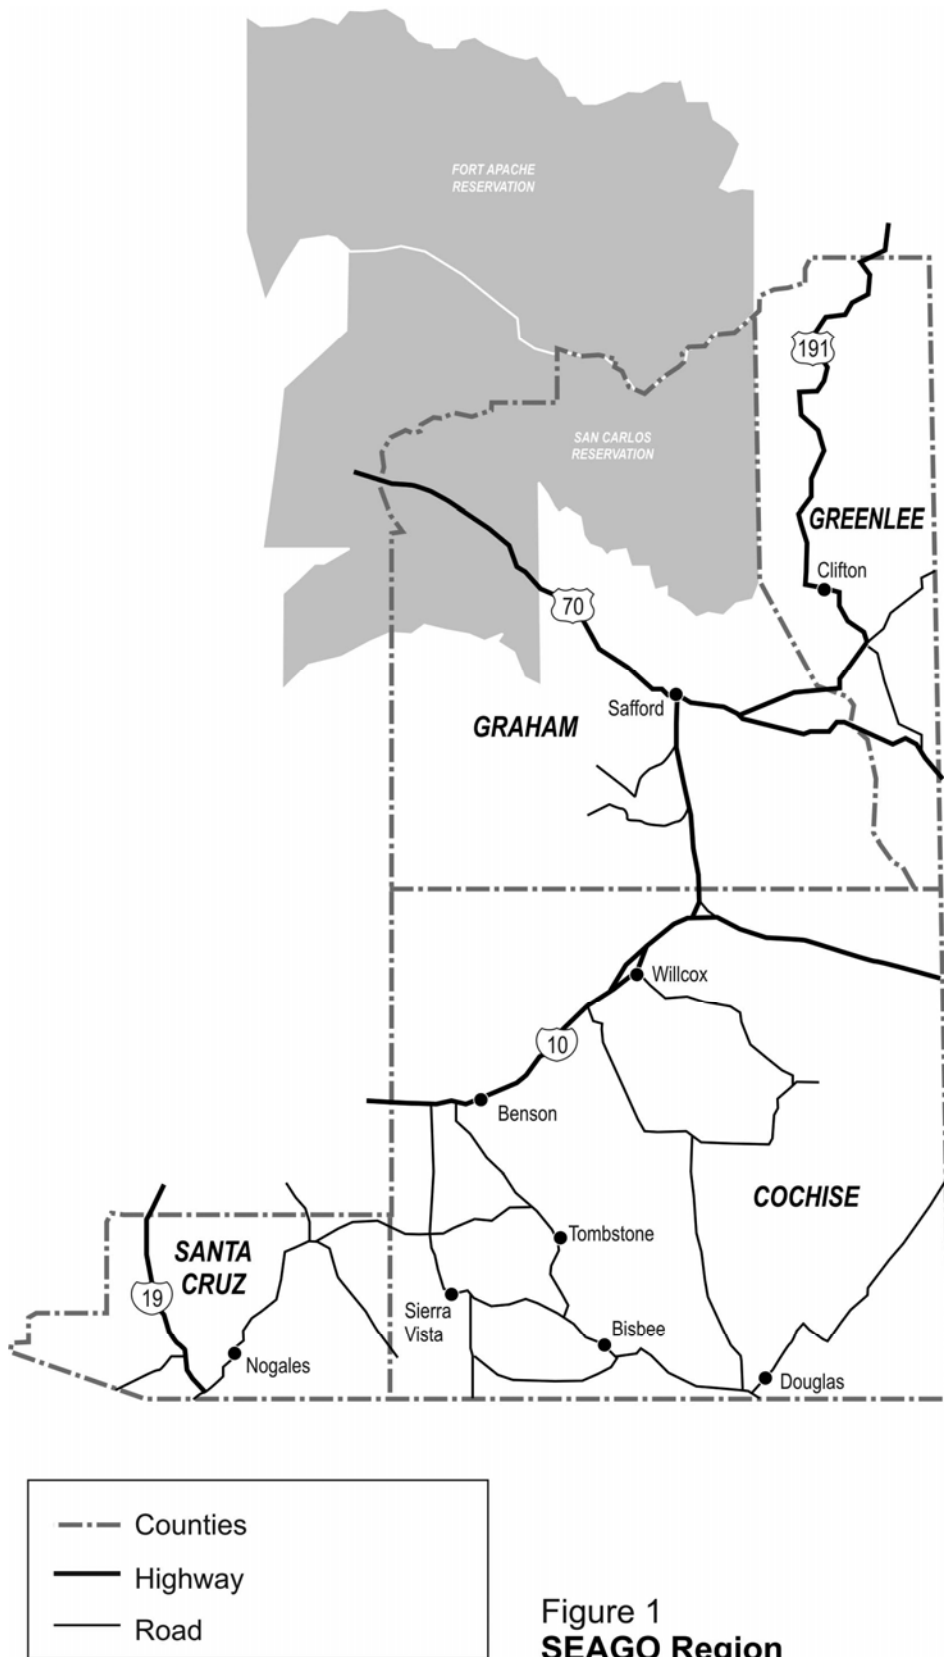 FORT APACHE
RESERVATION
191
SAN CARLOS
RESERVATION
GREENLEE
Clifton
70
Safford
GRAHAM
Willcox
10
Benson
COCHISE
Tombstone
SANTA
CRUZ
19
Sierra
Vista
Bisbee
Nogales
Douglas
Counties
Highway
Road
Figure 1
SEAGO Region